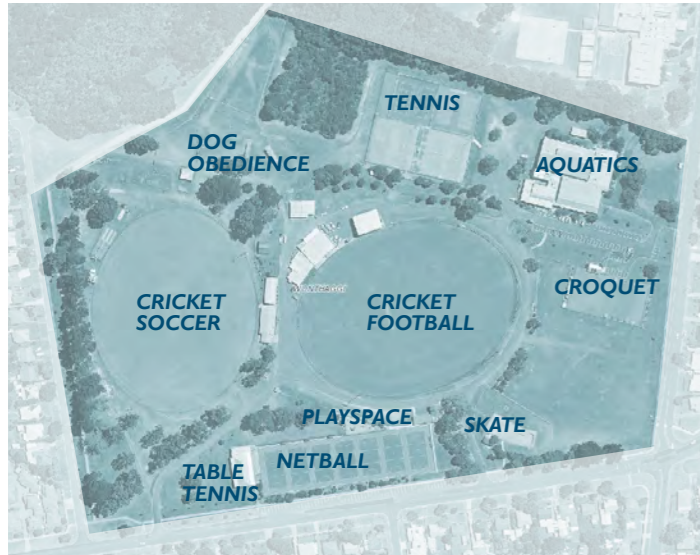 TENNIS
DOG
OBEDIENCE
AQUATICS
CROQUET
CRICKET
SOCCER
CRICKET
FOOTBALL
PLAYSPACE
SKATE
NETBALL
TABLE
TENNIS